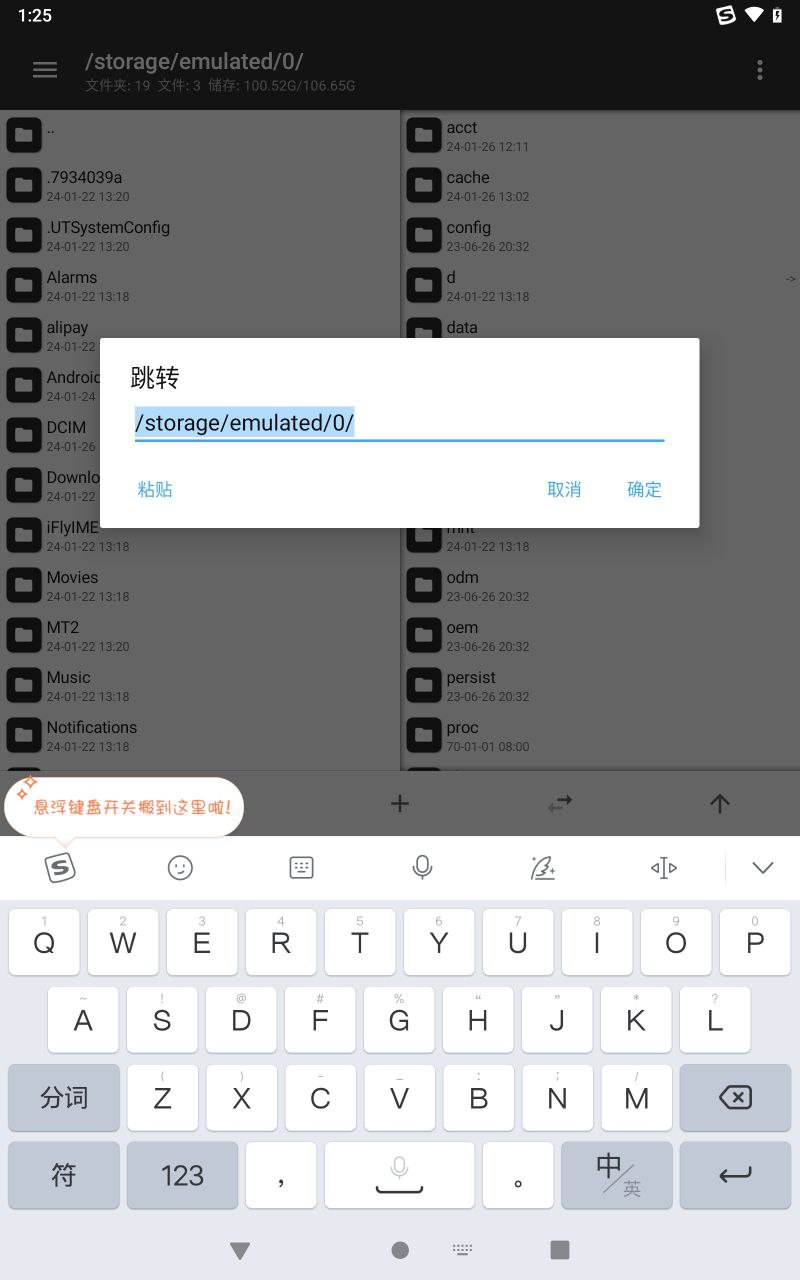 1:25
/storage/emulated/0/
文件夹: 19 文件: 3 储存: 100.52G/106.65G
..
.7934039a
24-01-22 13:20
.UTSystemConfig
24-01-22 13:20
Alarms
24-01-22 13:18
alipay
24-01-22
Android
24-01-24
DCIM
24-01-26
Downlo
24-01-22
iFlyIME
24-01-22 13:18
Movies
24-01-22 13:18
MT2
24-01-22 13:20
Music
24-01-22 13:18
Notifications
24-01-22 13:18
acct
24-01-26 12:11
cache
24-01-26 13:02
config
23-06-26 20:32
d
->
24-01-22 13:18
data
mnt
24-01-22 13:18
odm
23-06-26 20:32
oem
23-06-26 20:32
persist
23-06-26 20:32
proc
70-01-01 08:00
跳转
/storage/emulated/0/
粘贴 取消 确定
悬浮键盘开关搬到这里啦!
S
1 2 3 4 5 6 7 8 9 0
Q W E R T Y U I O P
~ ! @ # % “ ” * ?
A S D F G H J K L
( ) - _ : ; /
分词 Z X C V B N M
符 123 , 。 中/英